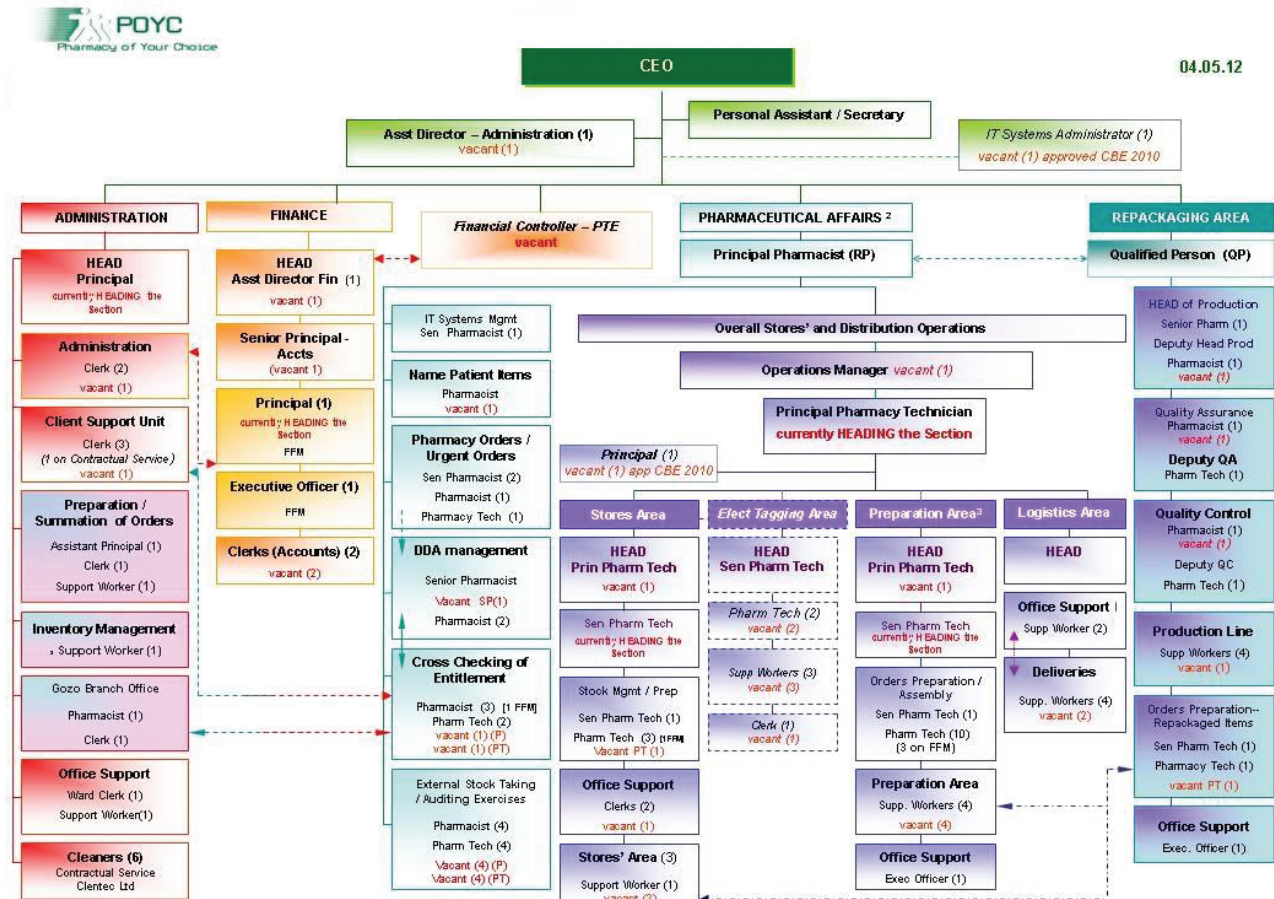 POYC
Pharmacy of Your Choice
CEO
04.05.12
Personal Assistant / Secretary
Asst Director – Administration (1)
vacant (1)
IT Systems Administrator (1)
vacant (1) approved CBE 2010
ADMINISTRATION
HEAD
Principal
currently HEADING the
Section
Administration
Clerk (2)
vacant (1)
Client Support Unit
Clerk (3)
(1 on Contractual Service)
vacant (1)
Preparation /
Summation of Orders
Assistant Principal (1)
Clerk (1)
Support Worker (1)
Inventory Management
Support Worker (1)
Gozo Branch Office
Pharmacist (1)
Clerk (1)
Office Support
Ward Clerk (1)
Support Worker(1)
Cleaners (6)
Contractual Service
Clentec Ltd
FINANCE
HEAD
Asst Director Fin (1)
vacant (1)
Senior Principal -
Accts
(vacant 1)
Principal (1)
currently HEADING the
Section
FFM
Executive Officer (1)
FFM
Clerks (Accounts) (2)
vacant (2)
Financial Controller – PTE
vacant
PHARMACEUTICAL AFFAIRS 2
Principal Pharmacist (RP)
IT Systems Mgmt
Sen Pharmacist (1)
Name Patient Items
Pharmacist
vacant (1)
Pharmacy Orders /
Urgent Orders
Sen Pharmacist (2)
Pharmacist (1)
Pharmacy Tech (1)
DDA management
Senior Pharmacist
Vacant SP(1)
Pharmacist (2)
Cross Checking of
Entitlement
Pharmacist (3) [1 FFM]
Pharm Tech (2)
vacant (1) (P)
vacant (1) (PT)
External Stock Taking
/ Auditing Exercises
Pharmacist (4)
Pharm Tech (4)
Vacant (4) (P)
Vacant (4) (PT)
Overall Stores' and Distribution Operations
Operations Manager vacant (1)
Principal Pharmacy Technician
currently HEADING the Section
Principal (1)
vacant (1) app CBE 2010
Stores Area
HEAD
Prin Pharm Tech
vacant (1)
Sen Pharm Tech
currently HEADING the
Section
Stock Mgmt / Prep
Sen Pharm Tech (1)
Pharm Tech (3) [1FFM]
Vacant PT (1)
Office Support
Clerks (2)
vacant (1)
Stores' Area (3)
Support Worker (1)
Elect Tagging Area
HEAD
Sen Pharm Tech
Pharm Tech (2)
vacant (2)
Supp Workers (3)
vacant (3)
Clerk (1)
vacant (1)
Preparation Area3
HEAD
Prin Pharm Tech
vacant (1)
Sen Pharm Tech
currently HEADING the
Section
Orders Preparation /
Assembly
Sen Pharm Tech (1)
Pharm Tech (10)
(3 on FFM)
Preparation Area
Supp. Workers (4)
vacant (4)
Office Support
Exec Officer (1)
Logistics Area
HEAD
Office Support
Supp Worker (2)
Deliveries
Supp. Workers (4)
vacant (2)
REPACKAGING AREA
Qualified Person (QP)
HEAD of Production
Senior Pharm (1)
Deputy Head Prod
Pharmacist (1)
vacant (1)
Quality Assurance
Pharmacist (1)
vacant (1)
Deputy QA
Pharm Tech (1)
Quality Control
Pharmacist (1)
vacant (1)
Deputy QC
Pharm Tech (1)
Production Line
Supp Workers (4)
vacant (1)
Orders Preparation--
Repackaged Items
Sen Pharm Tech (1)
Pharmacy Tech (1)
vacant PT (1)
Office Support
Exec. Officer (1)